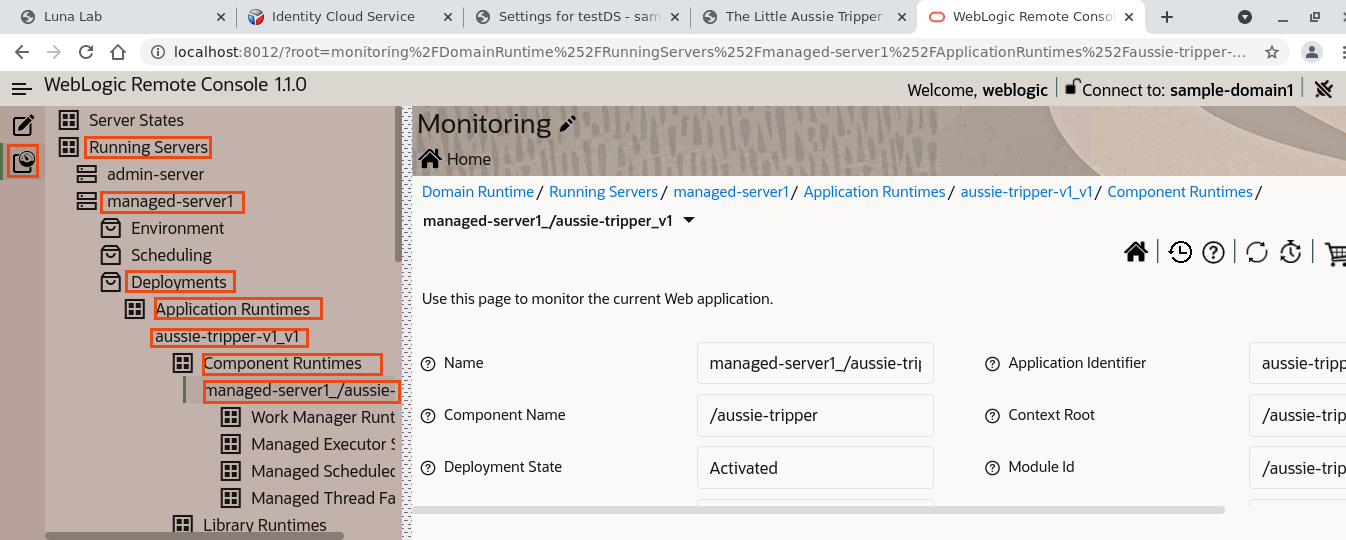 Luna Lab
Identity Cloud Service
Settings for testDS - sam
The Little Aussie Tripper
WebLogic Remote Conso
localhost:8012/?root=monitoring%2FDomainRuntime%252FRunningServers%252Fmanaged-server1%252FApplicationRuntimes%252Faussie-tripper-...
WebLogic Remote Console 1.1.0
Welcome, weblogic
Connect to: sample-domain1
Server States
Running Servers
admin-server
managed-server1
Environment
Scheduling
Deployments
Application Runtimes
aussie-tripper-v1_v1
Component Runtimes
managed-server1_/aussie-
Work Manager Runt
Managed Executor S
Managed Scheduled
Managed Thread Fa
Library Runtimes
Monitoring
Home
Domain Runtime / Running Servers / managed-server1 / Application Runtimes / aussie-tripper-v1_v1 / Component Runtimes /
managed-server1_/aussie-tripper_v1
Use this page to monitor the current Web application.
Name managed-server1_/aussie-trip Application Identifier aussie-tripp
Component Name /aussie-tripper Context Root /aussie-trip
Deployment State Activated Module Id /aussie-trip